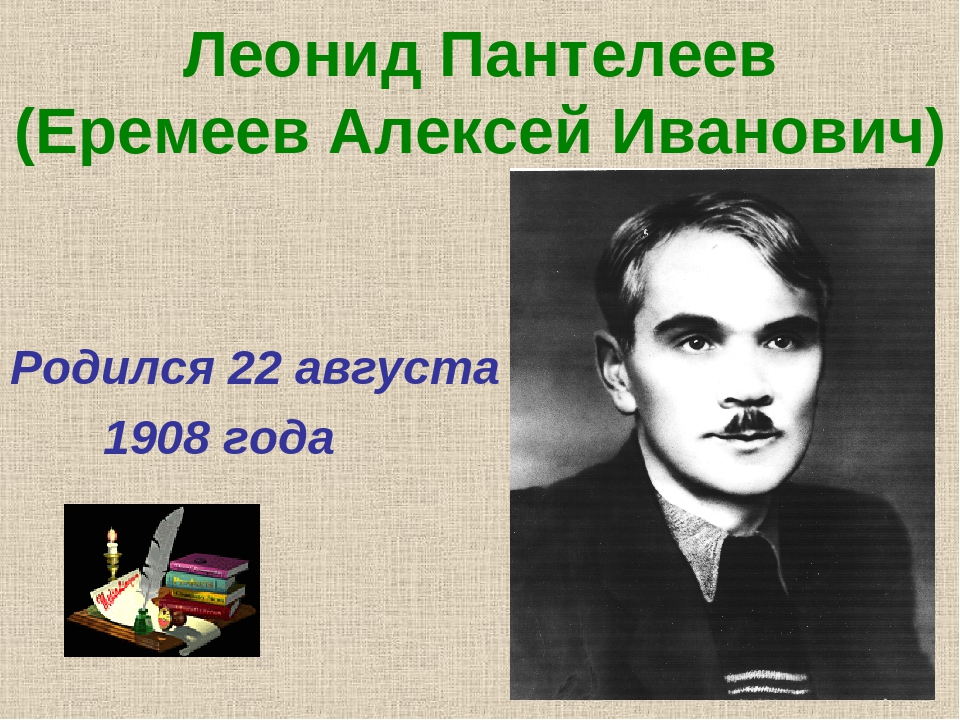 Леонид Пантелеев
(Еремеев Алексей Иванович)
Родился 22 августа
1908 года